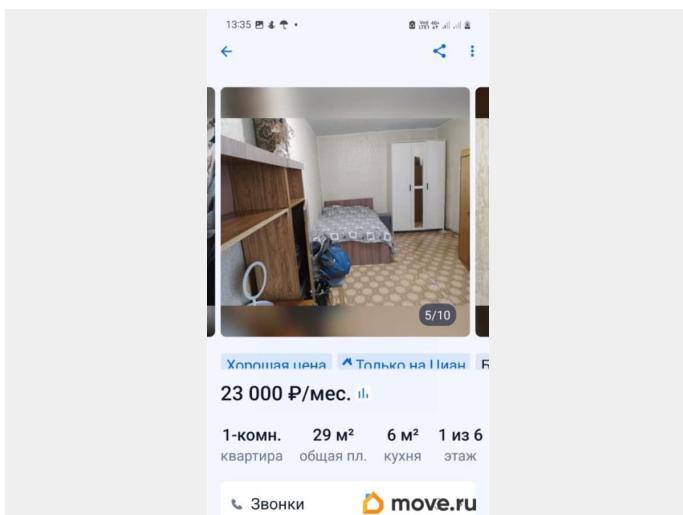 13:35
5/10
Хорошая цена Только на Циан
23 000 ₽/мес.
1-комн. 29 м² 6 м² 1 из 6
квартира общая пл. кухня этаж
Звонки
move.ru